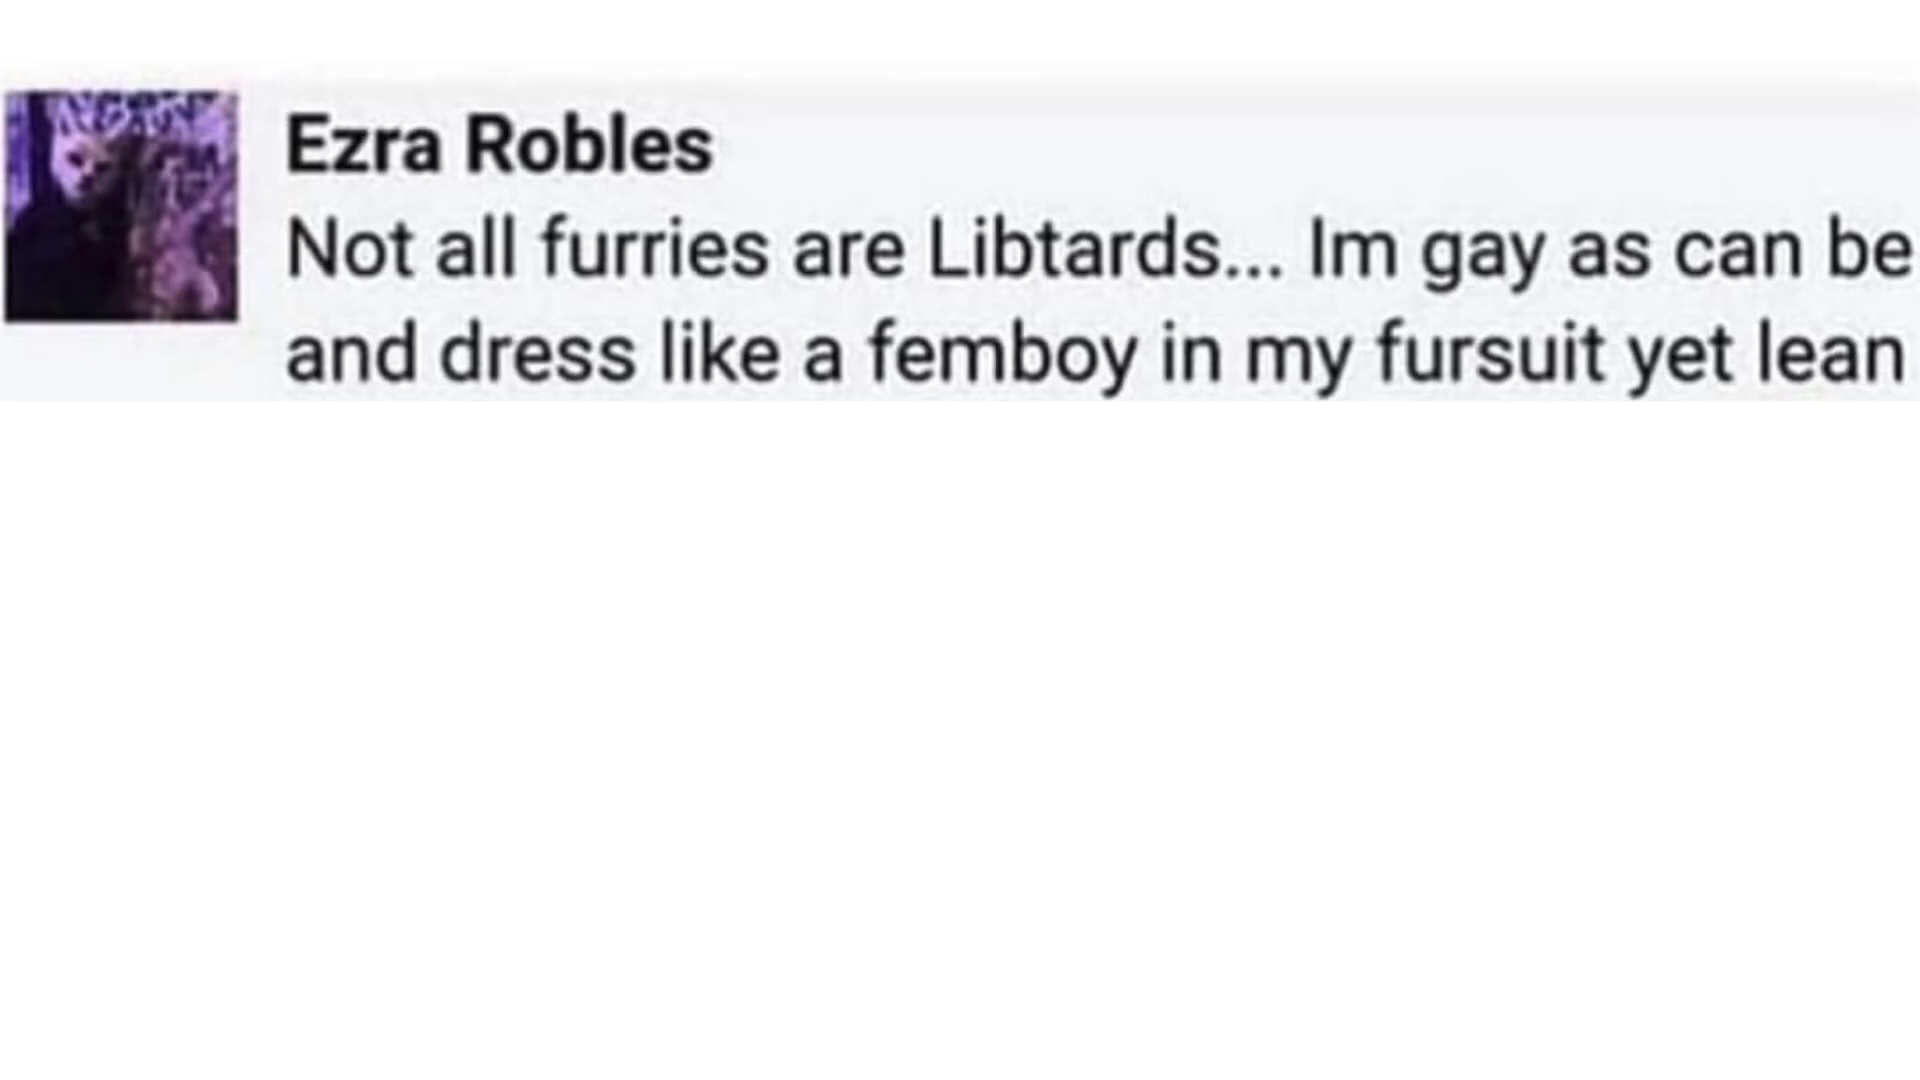 Ezra Robles
Not all furries are Libtards... Im gay as can be
and dress like a femboy in my fursuit yet lean